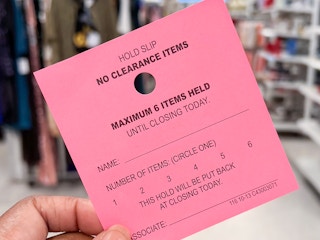 HOLD SLIP
NO CLEARANCE ITEMS
MAXIMUM 6 ITEMS HELD
UNTIL CLOSING TODAY.
NAME:
NUMBER OF ITEMS: (CIRCLE ONE)
1 2 3 4 5 6
THIS HOLD WILL BE PUT BACK
AT CLOSING TODAY.
ASSOCIATE: